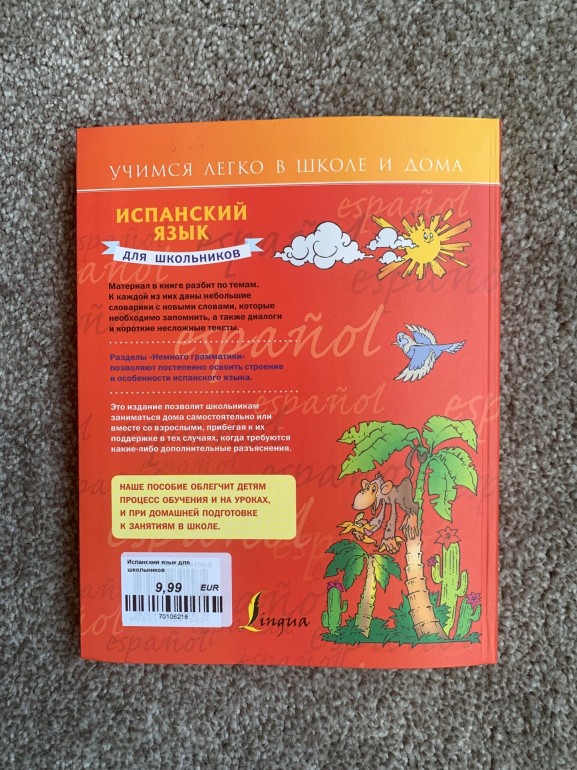 УЧИМСЯ ЛЕГКО В ШКОЛЕ И ДОМА
español
español
ИСПАНСКИЙ
ЯЗЫК
ДЛЯ ШКОЛЬНИКОВ
Материал в книге разбит по темам.
К каждой из них даны небольшие
словарики с новыми словами, которые
необходимо запомнить, а также диалоги
и короткие несложные тексты.
español
Разделы «Немного грамматики»
позволяют постепенно освоить строение
и особенности испанского языка.
español
Это издание позволит школьникам
заниматься дома самостоятельно или
вместе со взрослыми, прибегая к их
поддержке в тех случаях, когда требуются
какие-либо дополнительные разъяснения.
НАШЕ ПОСОБИЕ ОБЛЕГЧИТ ДЕТЯМ
ПРОЦЕСС ОБУЧЕНИЯ И НА УРОКАХ,
И ПРИ ДОМАШНЕЙ ПОДГОТОВКЕ
К ЗАНЯТИЯМ В ШКОЛЕ.
español
Испанский язык для
школьников
9,99 EUR
70106218
Lingua
español